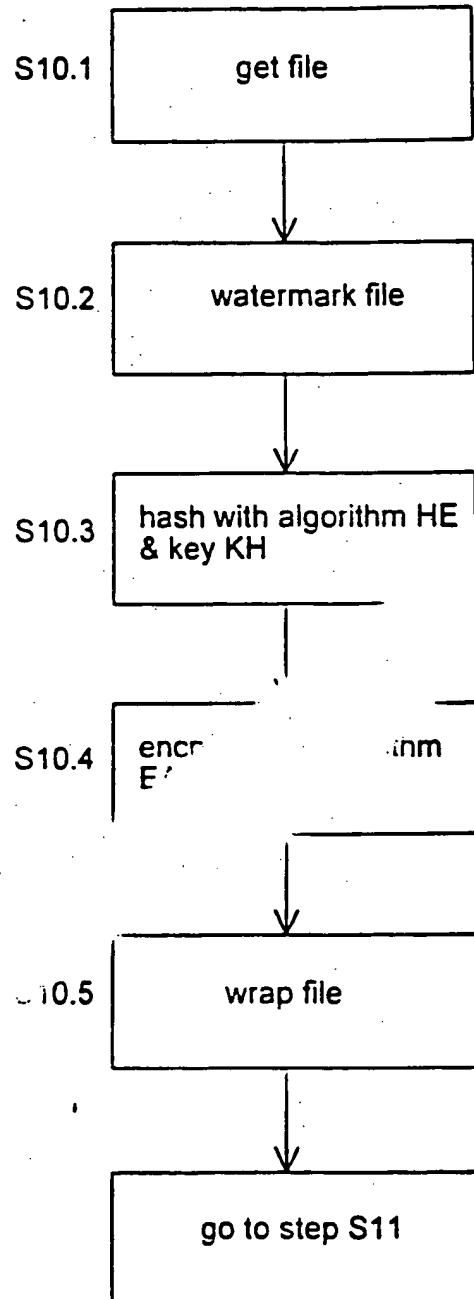 S10.1
get file
S10.2
watermark file
S10.3
hash with algorithm HE
& key KH
S10.4
wrap file
go to step S11